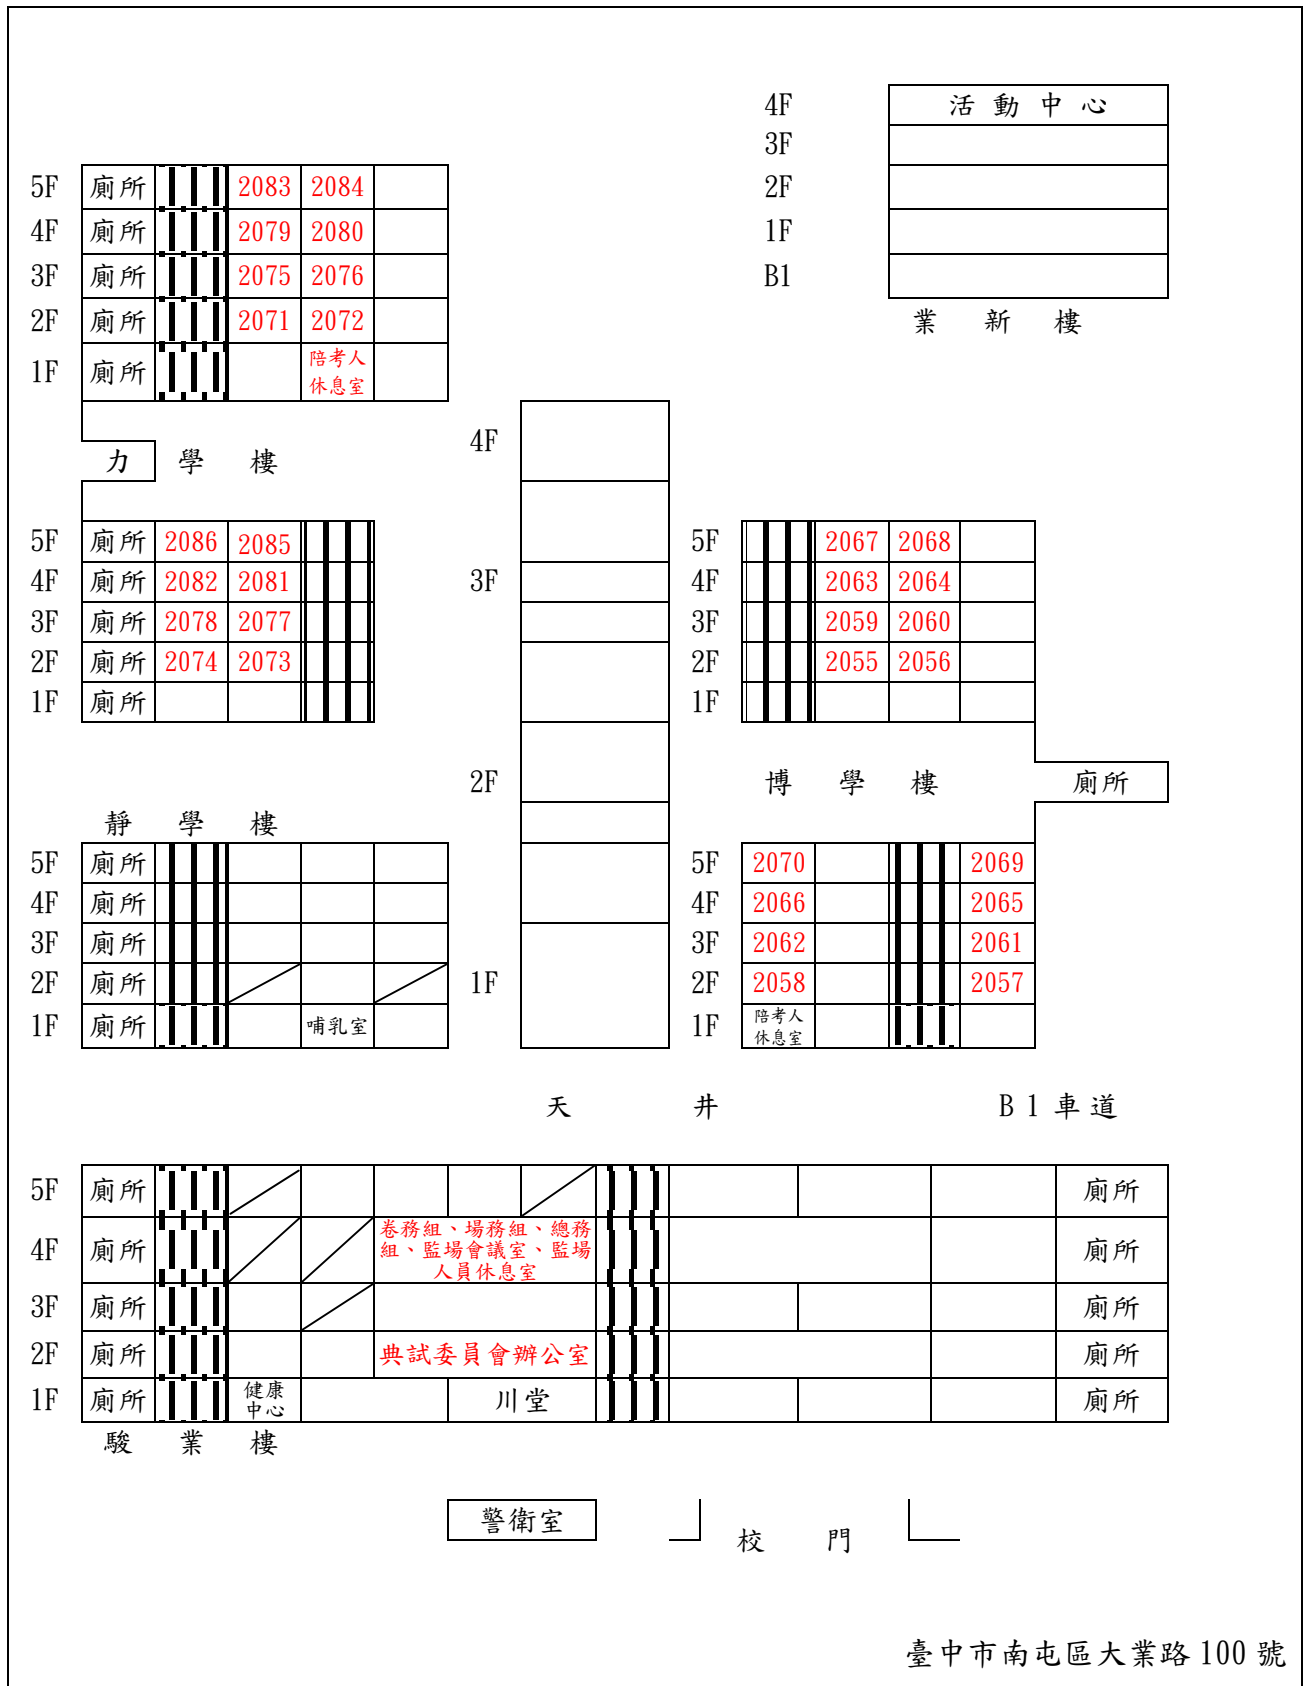 4F 活動中心
3F
2F
1F
B1
業新樓
5F 廁所 2083 2084
4F 廁所 2079 2080
3F 廁所 2075 2076
2F 廁所 2071 2072
1F 廁所 陪考人
休息室
力學樓
4F
3F
2F
1F
5F 廁所 2086 2085
4F 廁所 2082 2081
3F 廁所 2078 2077
2F 廁所 2074 2073
1F 廁所
5F 2067 2068
4F 2063 2064
3F 2059 2060
2F 2055 2056
1F
博學樓 廁所
靜學樓
5F 廁所
4F 廁所
3F 廁所
2F 廁所
1F 廁所 哺乳室
5F 2070 2069
4F 2066 2065
3F 2062 2061
2F 2058 2057
1F 陪考人
休息室
天井 B1車道
5F 廁所 廁所
4F 廁所 卷務組、場務組、總務
組、監場會議室、監場
人員休息室 廁所
3F 廁所 廁所
2F 廁所 典試委員會辦公室 廁所
1F 廁所 健康
中心 川堂 廁所
駿業樓
警衛室 校門
臺中市南屯區大業路100號